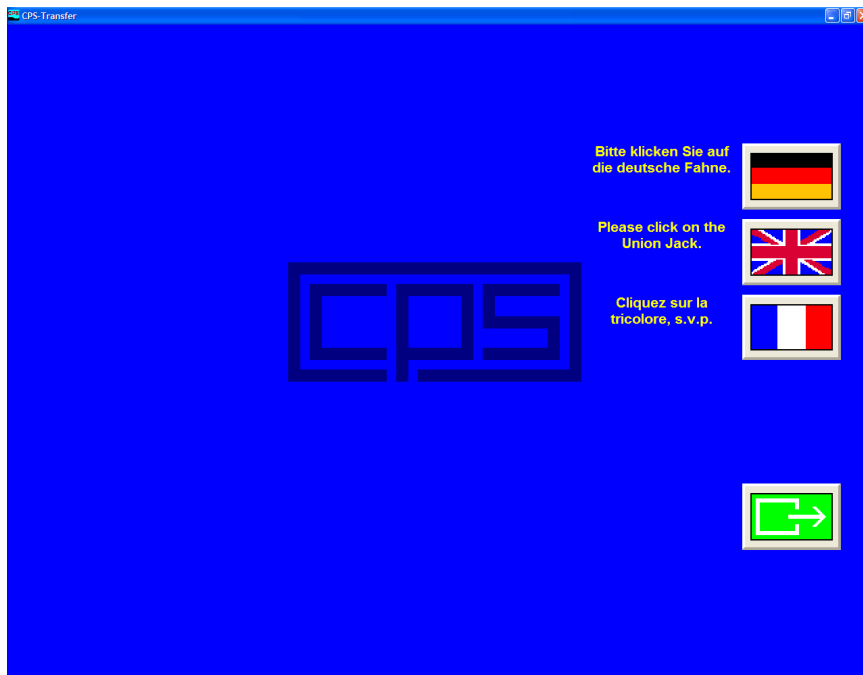 CPS-Transfer
Bitte klicken Sie auf
die deutsche Fahne.
Please click on the
Union Jack.
Cliquez sur la
tricolore, s.v.p.
cps